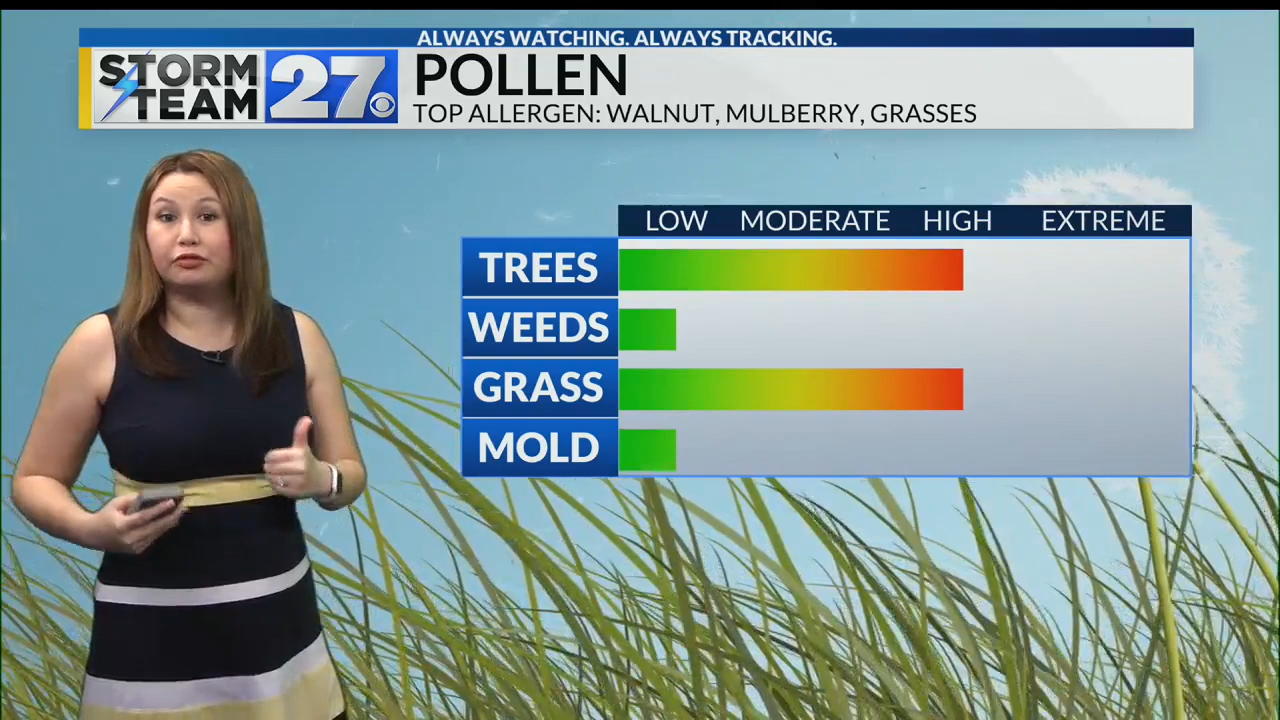 ALWAYS WATCHING. ALWAYS TRACKING.
STORM TEAM 27
POLLEN
TOP ALLERGEN: WALNUT, MULBERRY, GRASSES
LOW MODERATE HIGH EXTREME
TREES
WEEDS
GRASS
MOLD